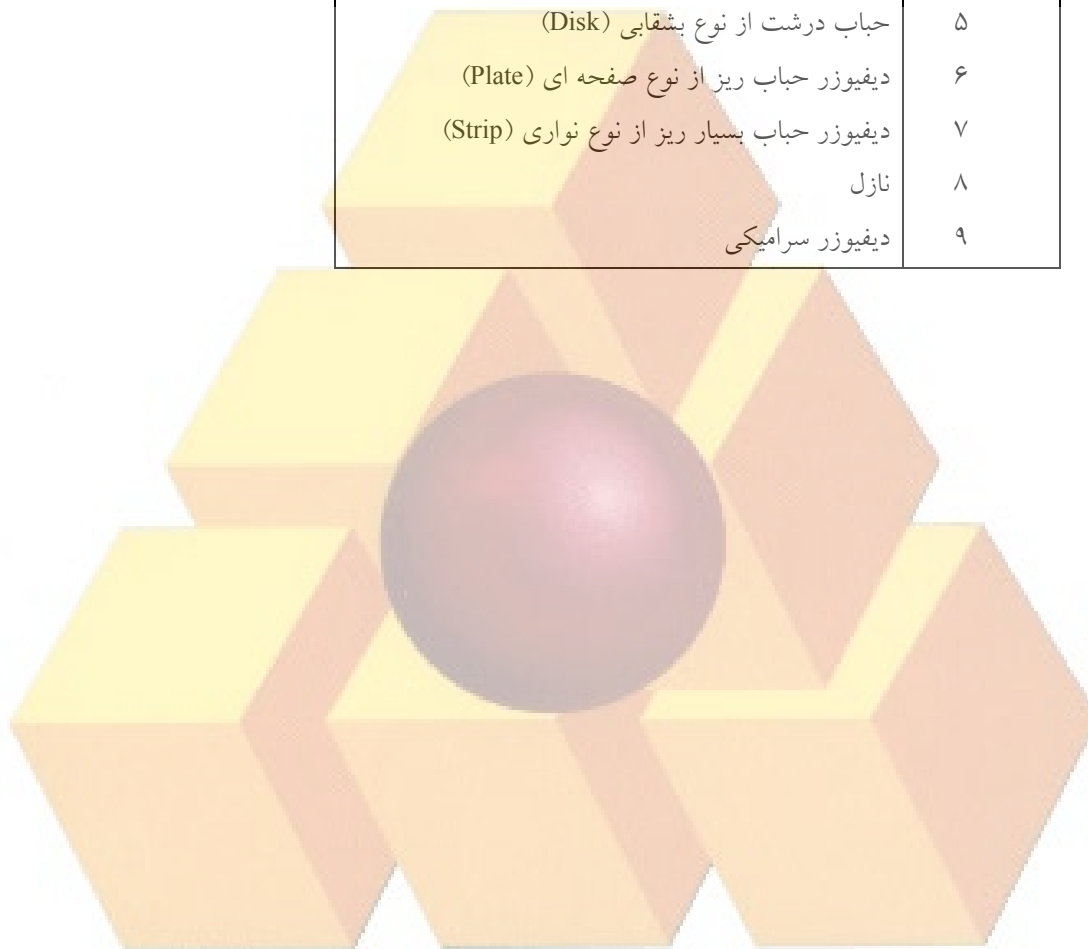 ۵ حباب درشت از نوع بشقابی (Disk)
۶ دیفیوزر حباب ریز از نوع صفحه ای (Plate)
۷ دیفیوزر حباب بسیار ریز از نوع نواری (Strip)
۸ نازل
۹ دیفیوزر سرامیکی